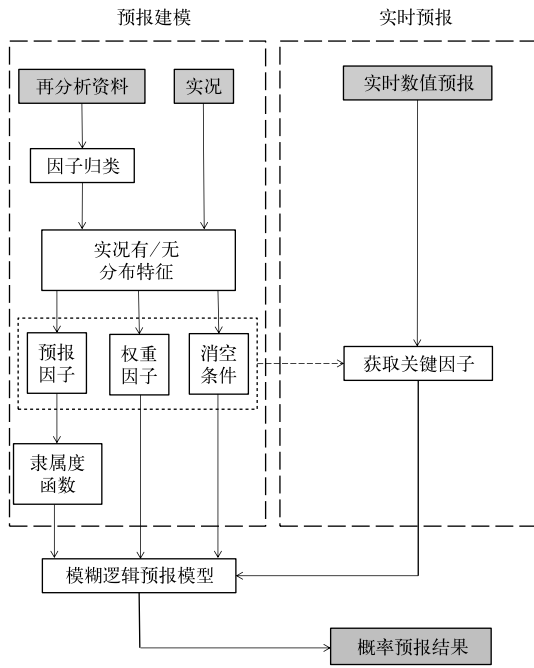 预报建模
实时预报
再分析资料
实况
实时数值预报
因子归类
实况有/无
分布特征
预报
因子
权重
因子
消空
条件
获取关键因子
隶属度
函数
模糊逻辑预报模型
概率预报结果